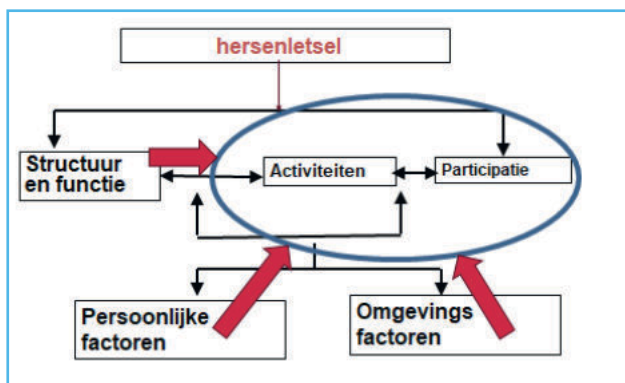 hersenletsel
Structuur
en functie
Activiteiten
Participatie
Persoonlijke
factoren
Omgevings
factoren